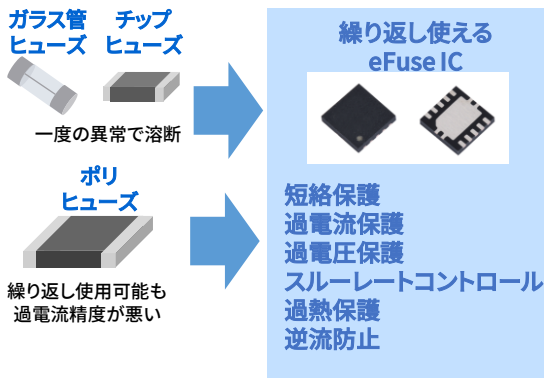 ガラス管
ヒューズ
チップ
ヒューズ
一度の異常で溶断
ポリ
ヒューズ
繰り返し使用可能も
過電流精度が悪い
繰り返し使える
eFuse IC
短絡保護
過電流保護
過電圧保護
スルーレートコントロール
過熱保護
逆流防止